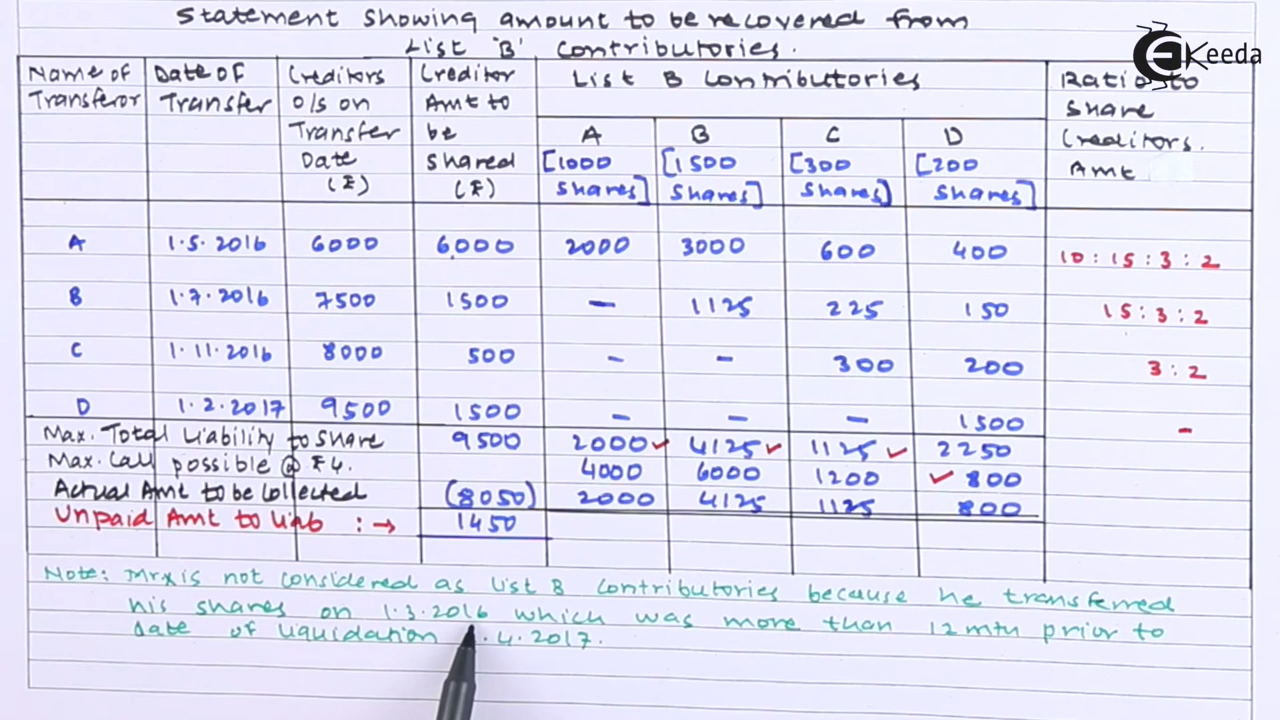 Statement showing amount to be recovered from
List 'B' Contributories.
Keeda
Name of Transferor
Date of Transfer
Creditors o/s on Transfer Date (₹)
Creditor Amt to be shared (₹)
List B Contributories
Ratio to share Creditors. Amt
A [1000 shares]
B [1500 shares]
C [300 shares]
D [200 shares]
A 1.5.2016 6000 6000 2000 3000 600 400 10:15:3:2
B 1.7.2016 7500 1500 – 1125 225 150 15:3:2
C 1.11.2016 8000 500 – – 300 200 3:2
D 1.2.2017 9500 1500 – – – 1500 –
Max. Total Liability to share 9500 2000 ✓ 4125 ✓ 1125 ✓ 2250
Max. Call possible @ ₹4. 4000 6000 1200 ✓ 800
Actual Amt to be collected (8050) 2000 4125 1125 800
Unpaid Amt to Liab :→ 1450
Note: Mr X is not considered as List B contributories because he transferred
his shares on 1.3.2016 which was more than 12 mtn prior to
date of liquidation .4.2017.